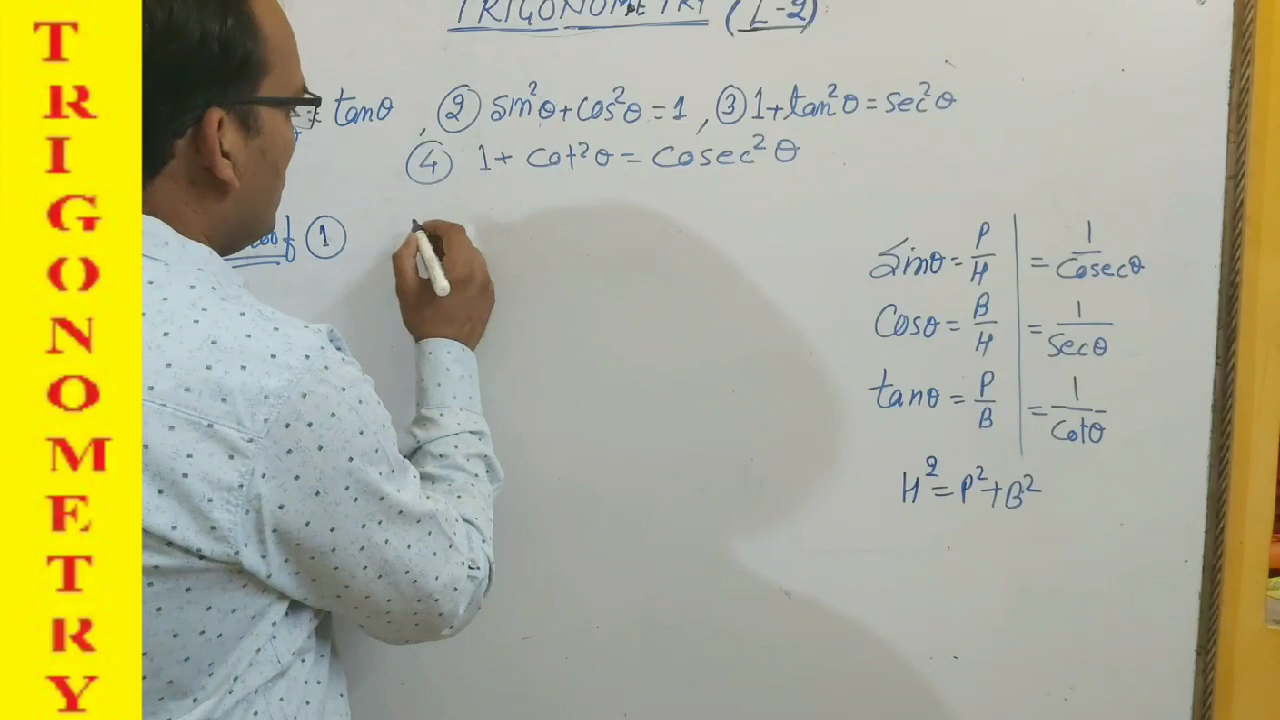 TRIGONOMETRY
TRIGONOMETRY (L-2)
= tanθ , ② sin²θ+cos²θ=1 , ③ 1+tan²θ=sec²θ
④ 1+ cot²θ = cosec²θ
①
sinθ = P/H = 1/cosecθ
cosθ = B/H = 1/secθ
tanθ = P/B = 1/cotθ
H²=P²+B²